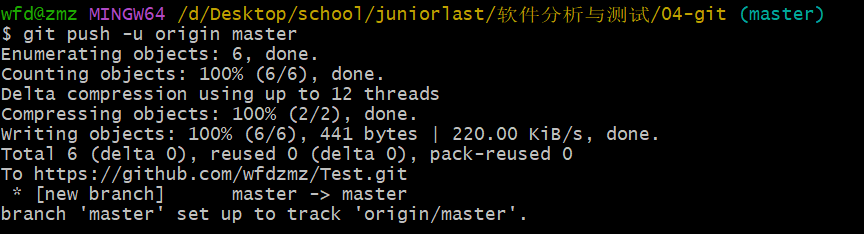 wfd@zmz MINGW64 /d/Desktop/school/juniorlast/软件分析与测试/04-git (master)
$ git push -u origin master
Enumerating objects: 6, done.
Counting objects: 100% (6/6), done.
Delta compression using up to 12 threads
Compressing objects: 100% (2/2), done.
Writing objects: 100% (6/6), 441 bytes | 220.00 KiB/s, done.
Total 6 (delta 0), reused 0 (delta 0), pack-reused 0
To https://github.com/wfdzmz/Test.git
 * [new branch]      master -> master
branch 'master' set up to track 'origin/master'.